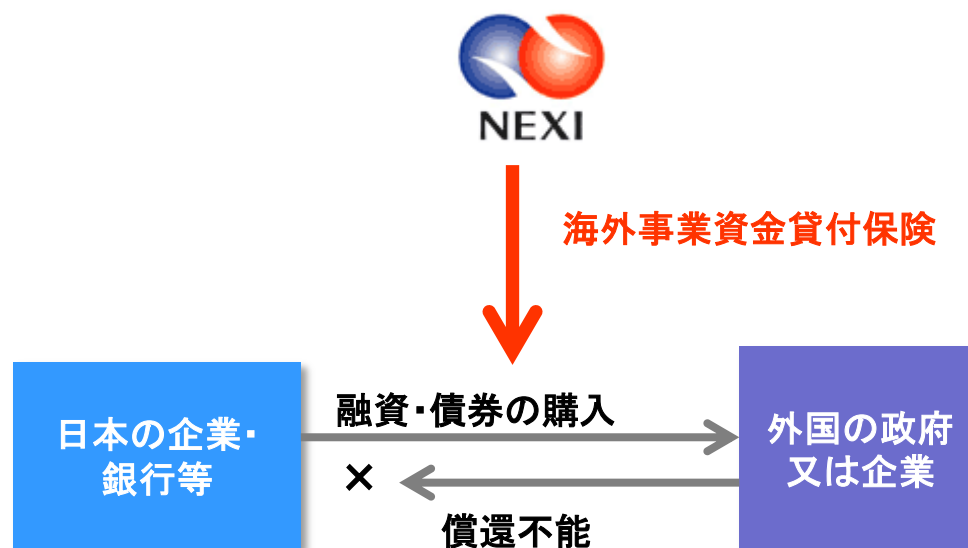 NEXI
海外事業資金貸付保険
融資・債券の購入
日本の企業・
銀行等
外国の政府
又は企業
×
償還不能